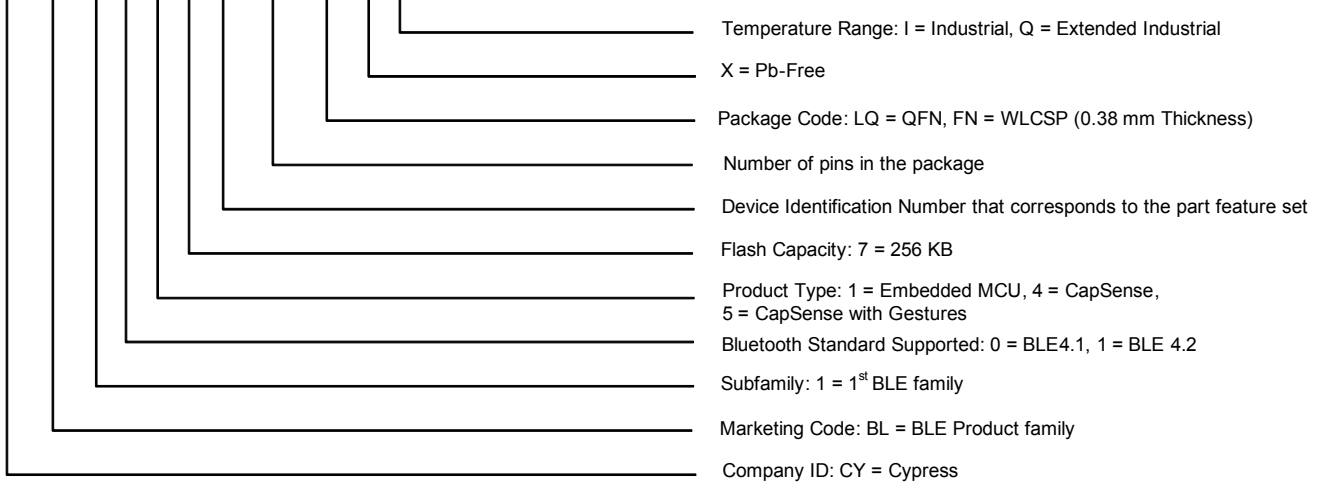 Temperature Range: I = Industrial, Q = Extended Industrial
X = Pb-Free
Package Code: LQ = QFN, FN = WLCSP (0.38 mm Thickness)
Number of pins in the package
Device Identification Number that corresponds to the part feature set
Flash Capacity: 7 = 256 KB
Product Type: 1 = Embedded MCU, 4 = CapSense,
5 = CapSense with Gestures
Bluetooth Standard Supported: 0 = BLE4.1, 1 = BLE 4.2
Subfamily: 1 = 1st BLE family
Marketing Code: BL = BLE Product family
Company ID: CY = Cypress